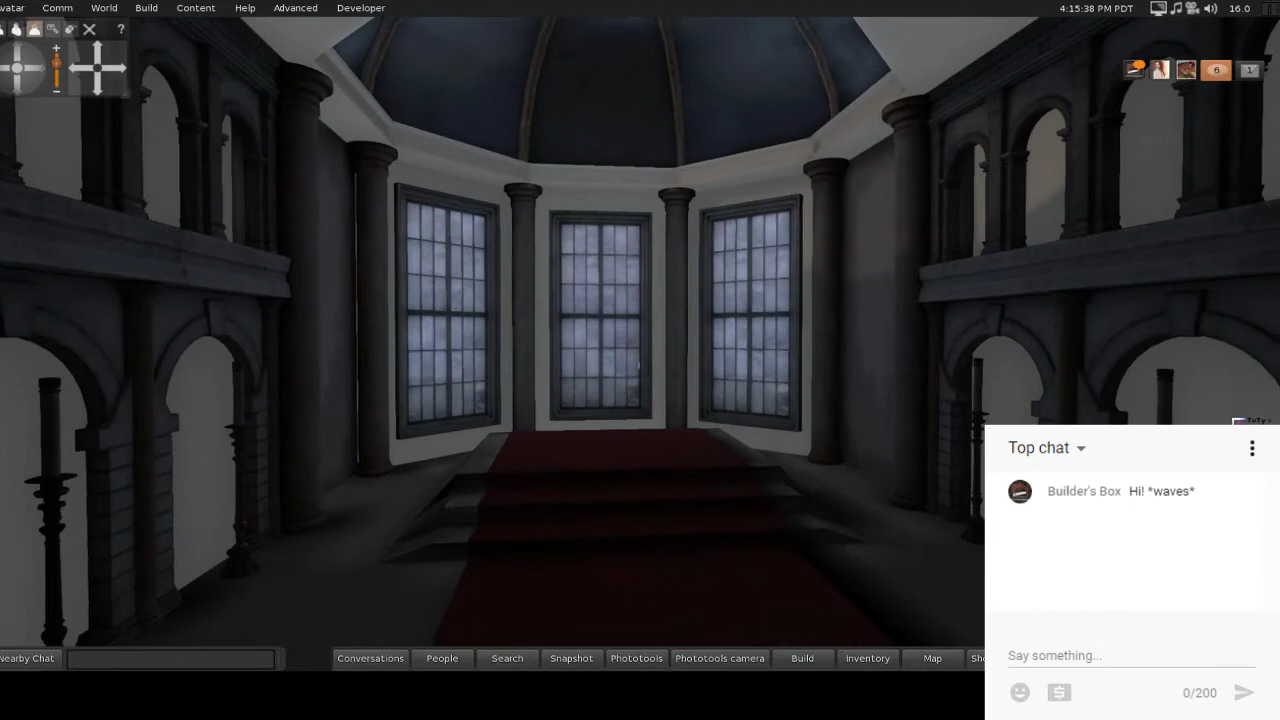 vatar Comm World Build Content Help Advanced Developer 4:15:38 PM PDT 16.0
?
6 1
Top chat
Builder's Box Hi! *waves*
Say something...
0/200
Nearby Chat Conversations People Search Snapshot Phototools Phototools camera Build Inventory Map Sh